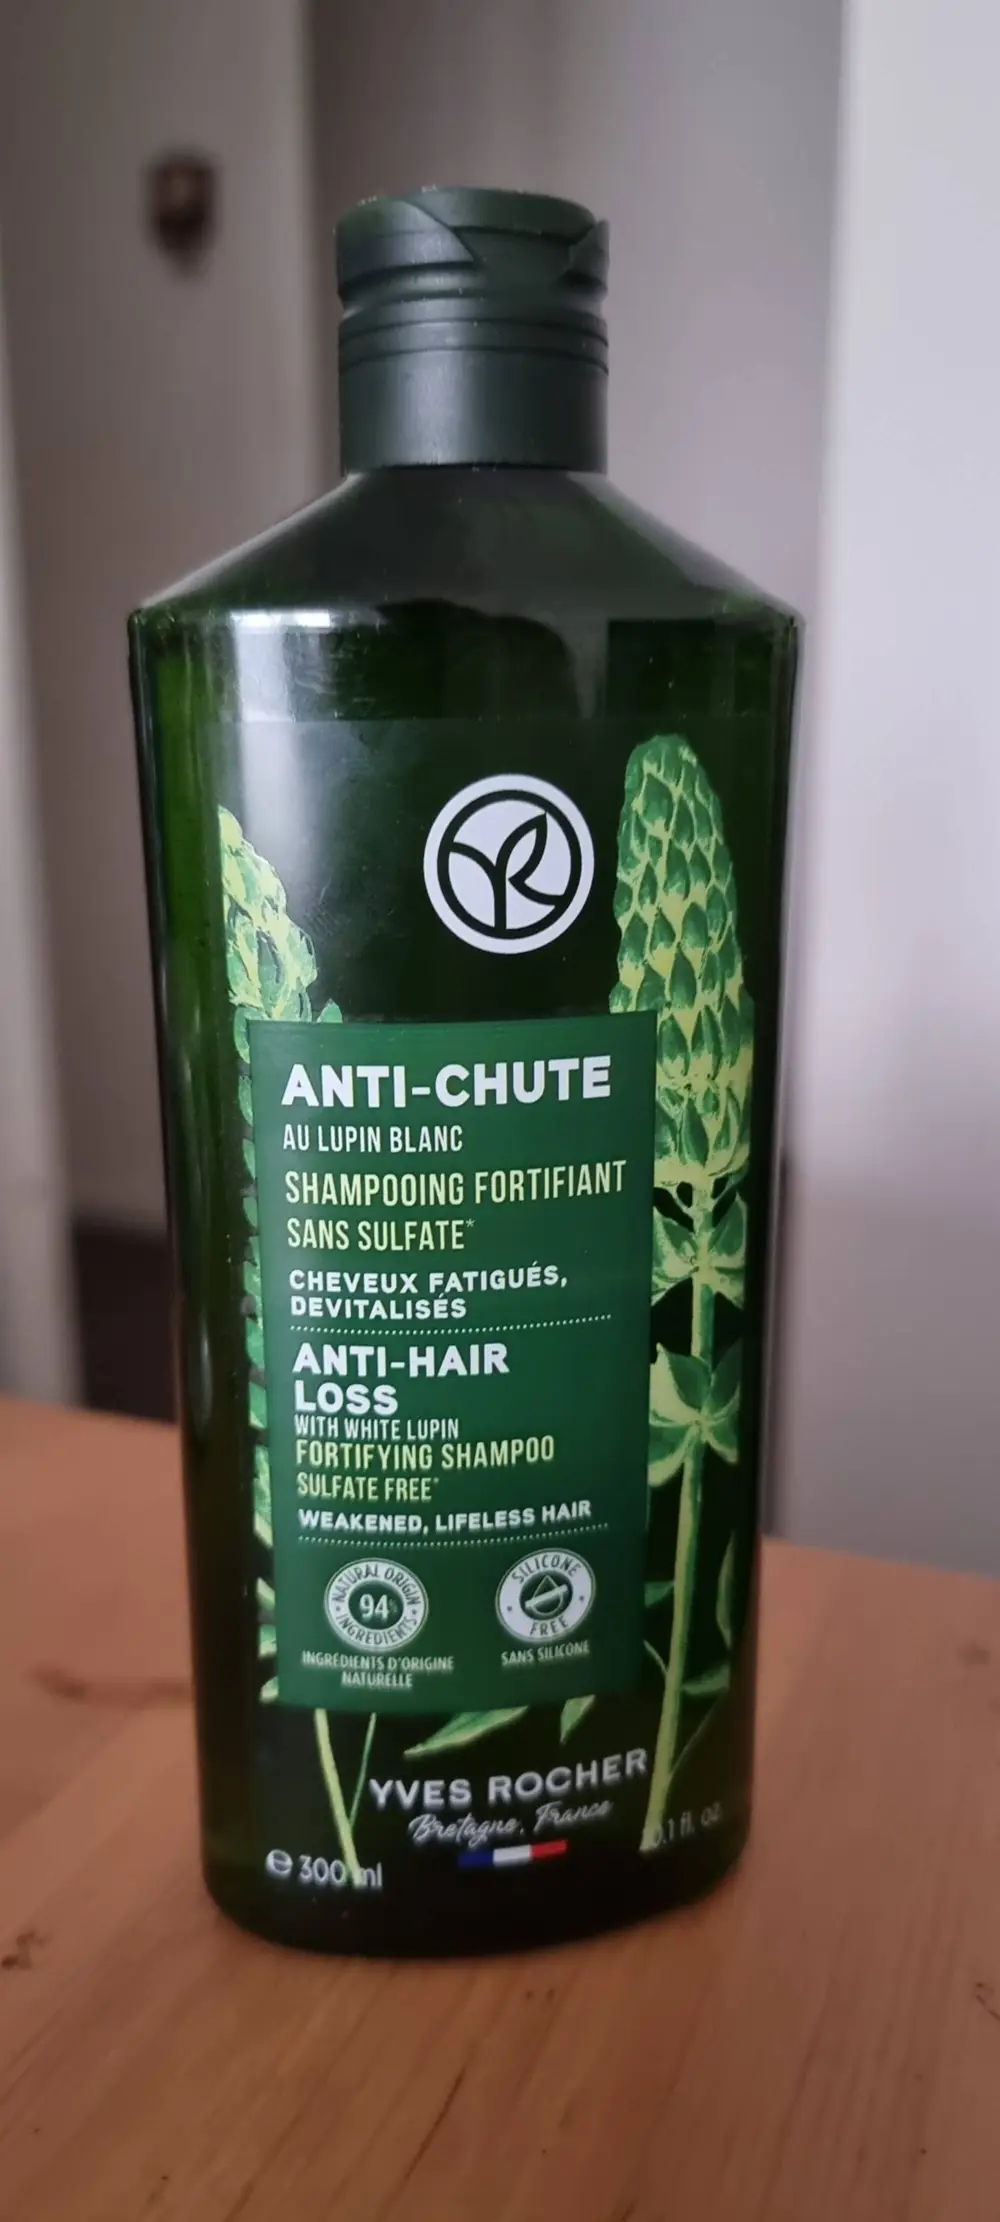 ANTI-CHUTE
AU LUPIN BLANC
SHAMPOOING FORTIFIANT
SANS SULFATE*
CHEVEUX FATIGUÉS,
DEVITALISÉS
ANTI-HAIR
LOSS
WITH WHITE LUPIN
FORTIFYING SHAMPOO
SULFATE FREE*
WEAKENED, LIFELESS HAIR
NATURAL ORIGIN
94%
INGREDIENTS
INGRÉDIENTS D'ORIGINE
NATURELLE
SILICONE
FREE
SANS SILICONE
YVES ROCHER
Bretagne, France
℮ 300 ml
fl. oz